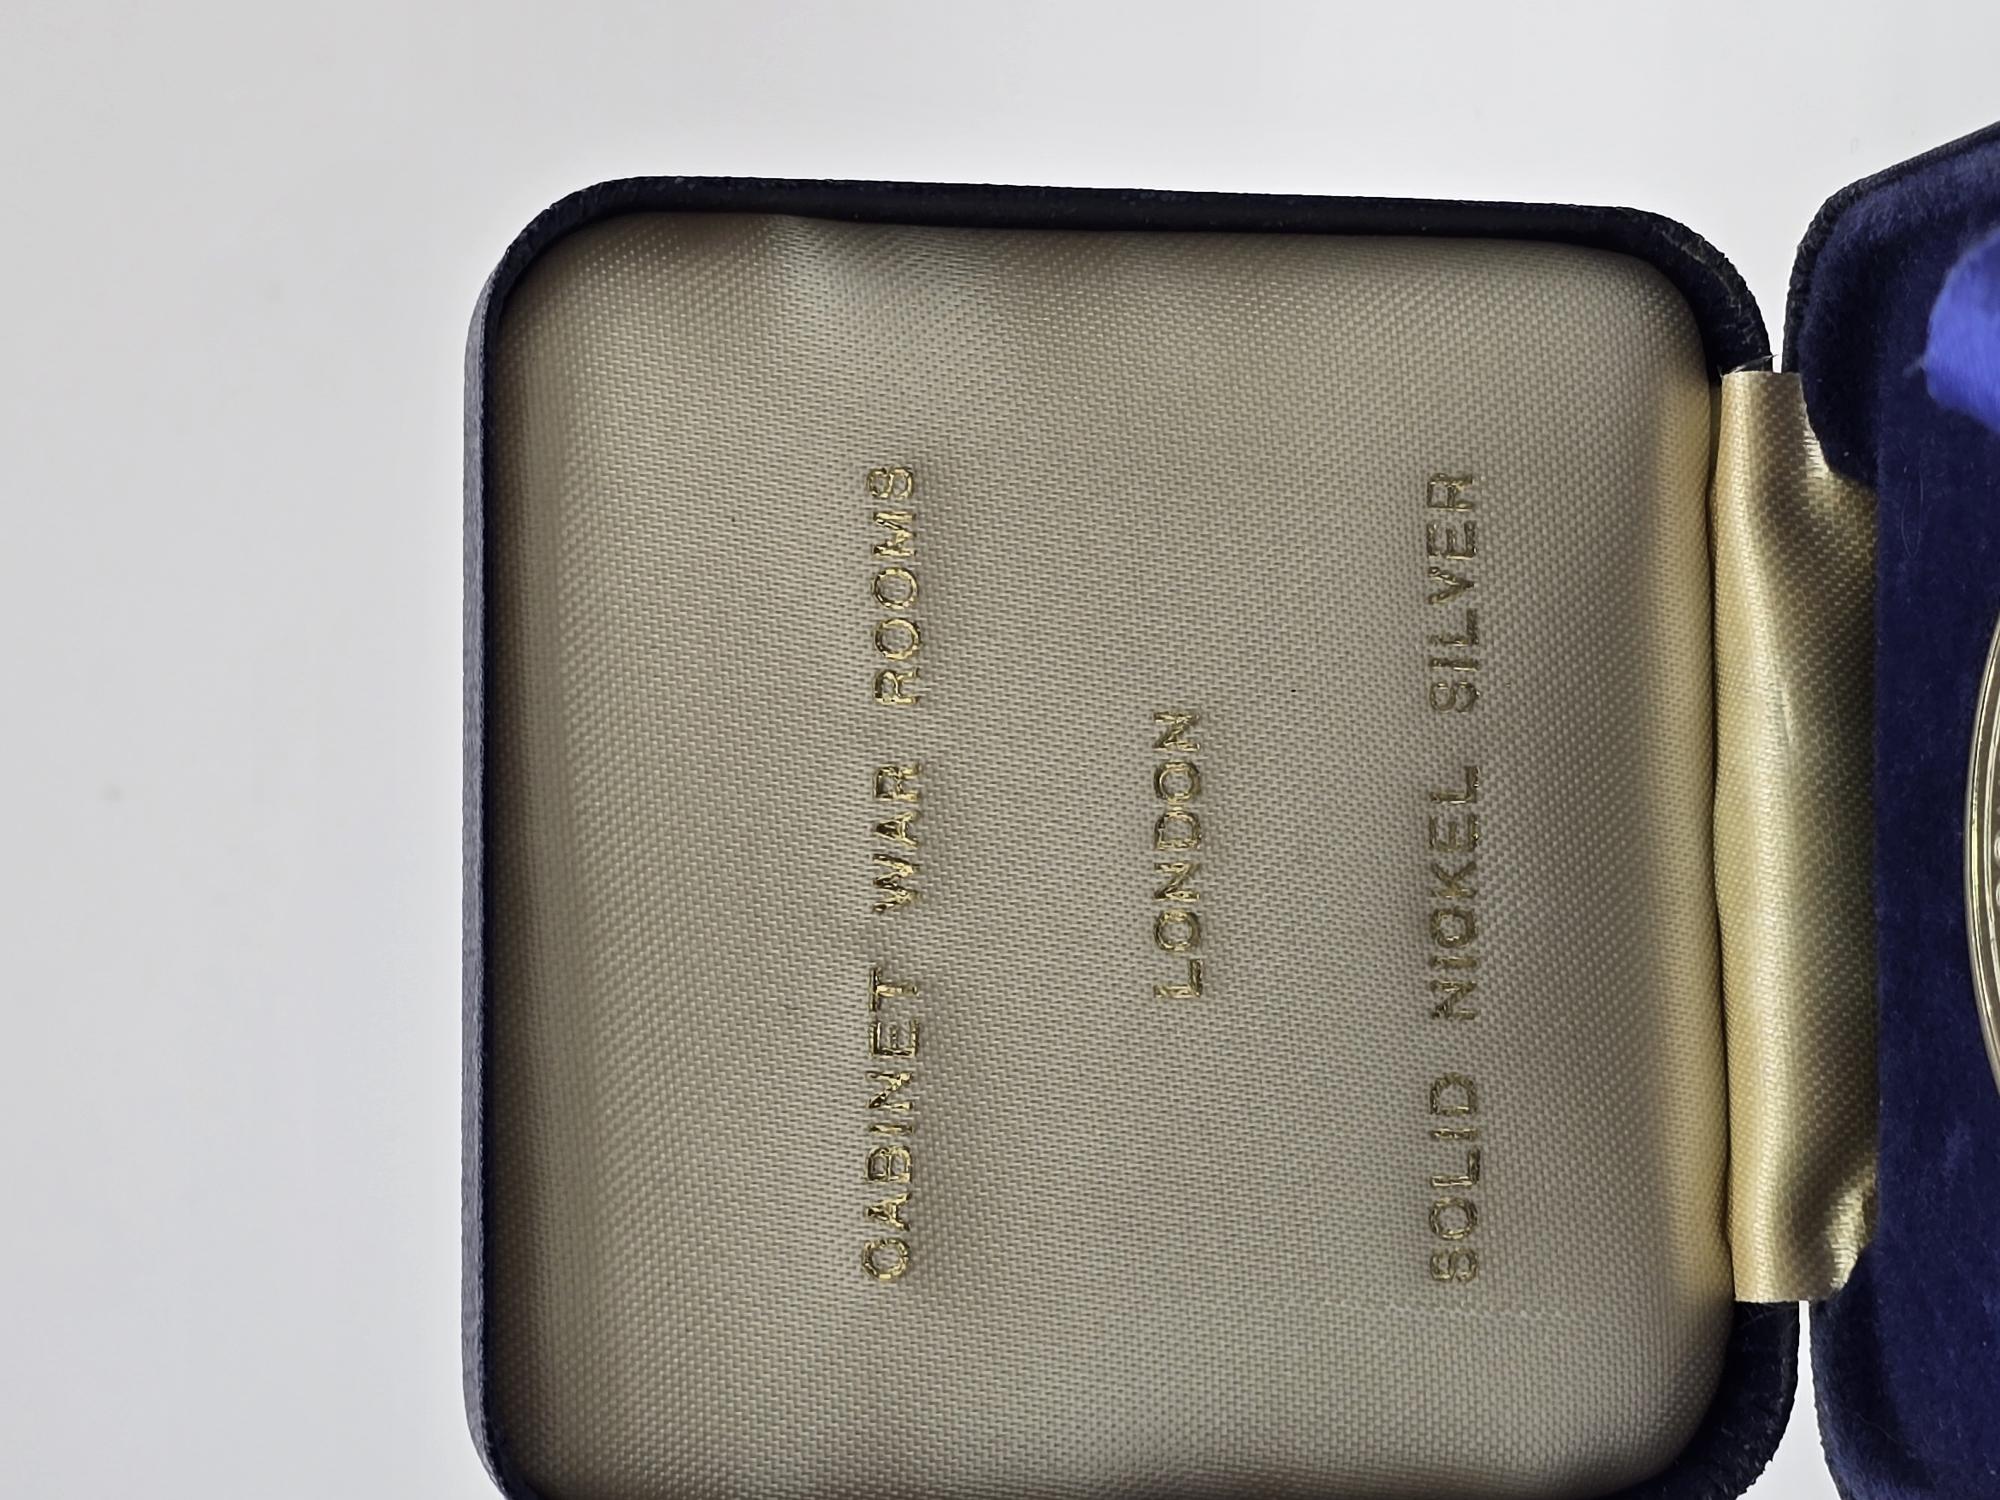 CABINET WAR ROOMS
LONDON
SOLID NICKEL SILVER